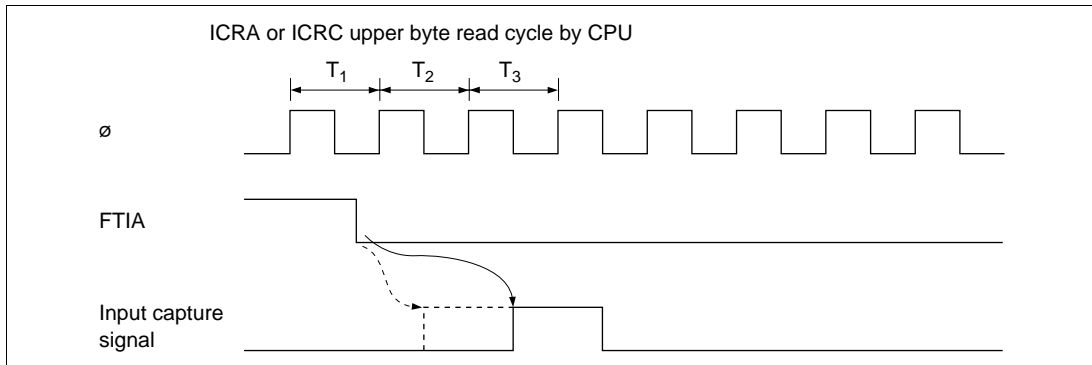 ICRA or ICRC upper byte read cycle by CPU
T₁ T₂ T₃
ø
FTIA
Input capture
signal